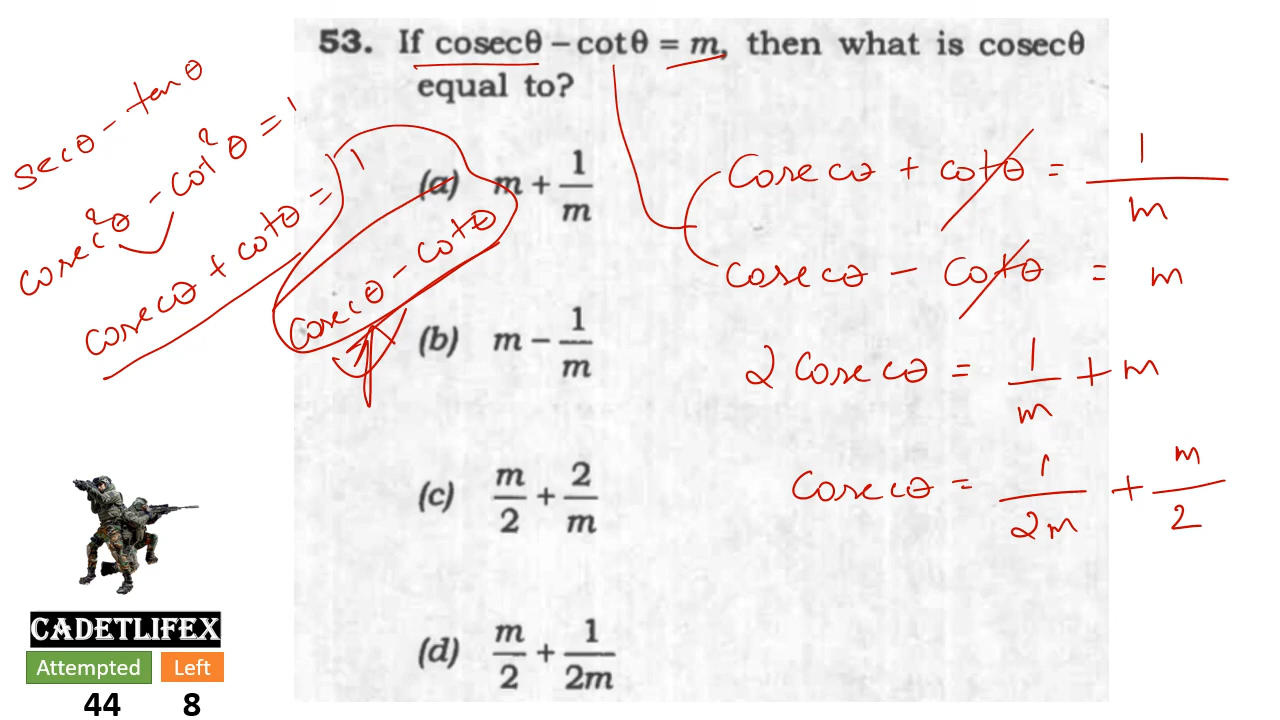 53. If cosecθ – cotθ = m, then what is cosecθ
equal to?
(a) m + 1/m
(b) m – 1/m
(c) m/2 + 2/m
(d) m/2 + 1/2m
secθ - tanθ
cosec²θ - cot²θ = 1
cosecθ + cotθ = 1
cosecθ - cotθ
cosecθ + cotθ = 1/m
cosecθ - cotθ = m
2 cosecθ = 1/m + m
cosecθ = 1/2m + m/2
CADETLIFEX
Attempted Left
44 8